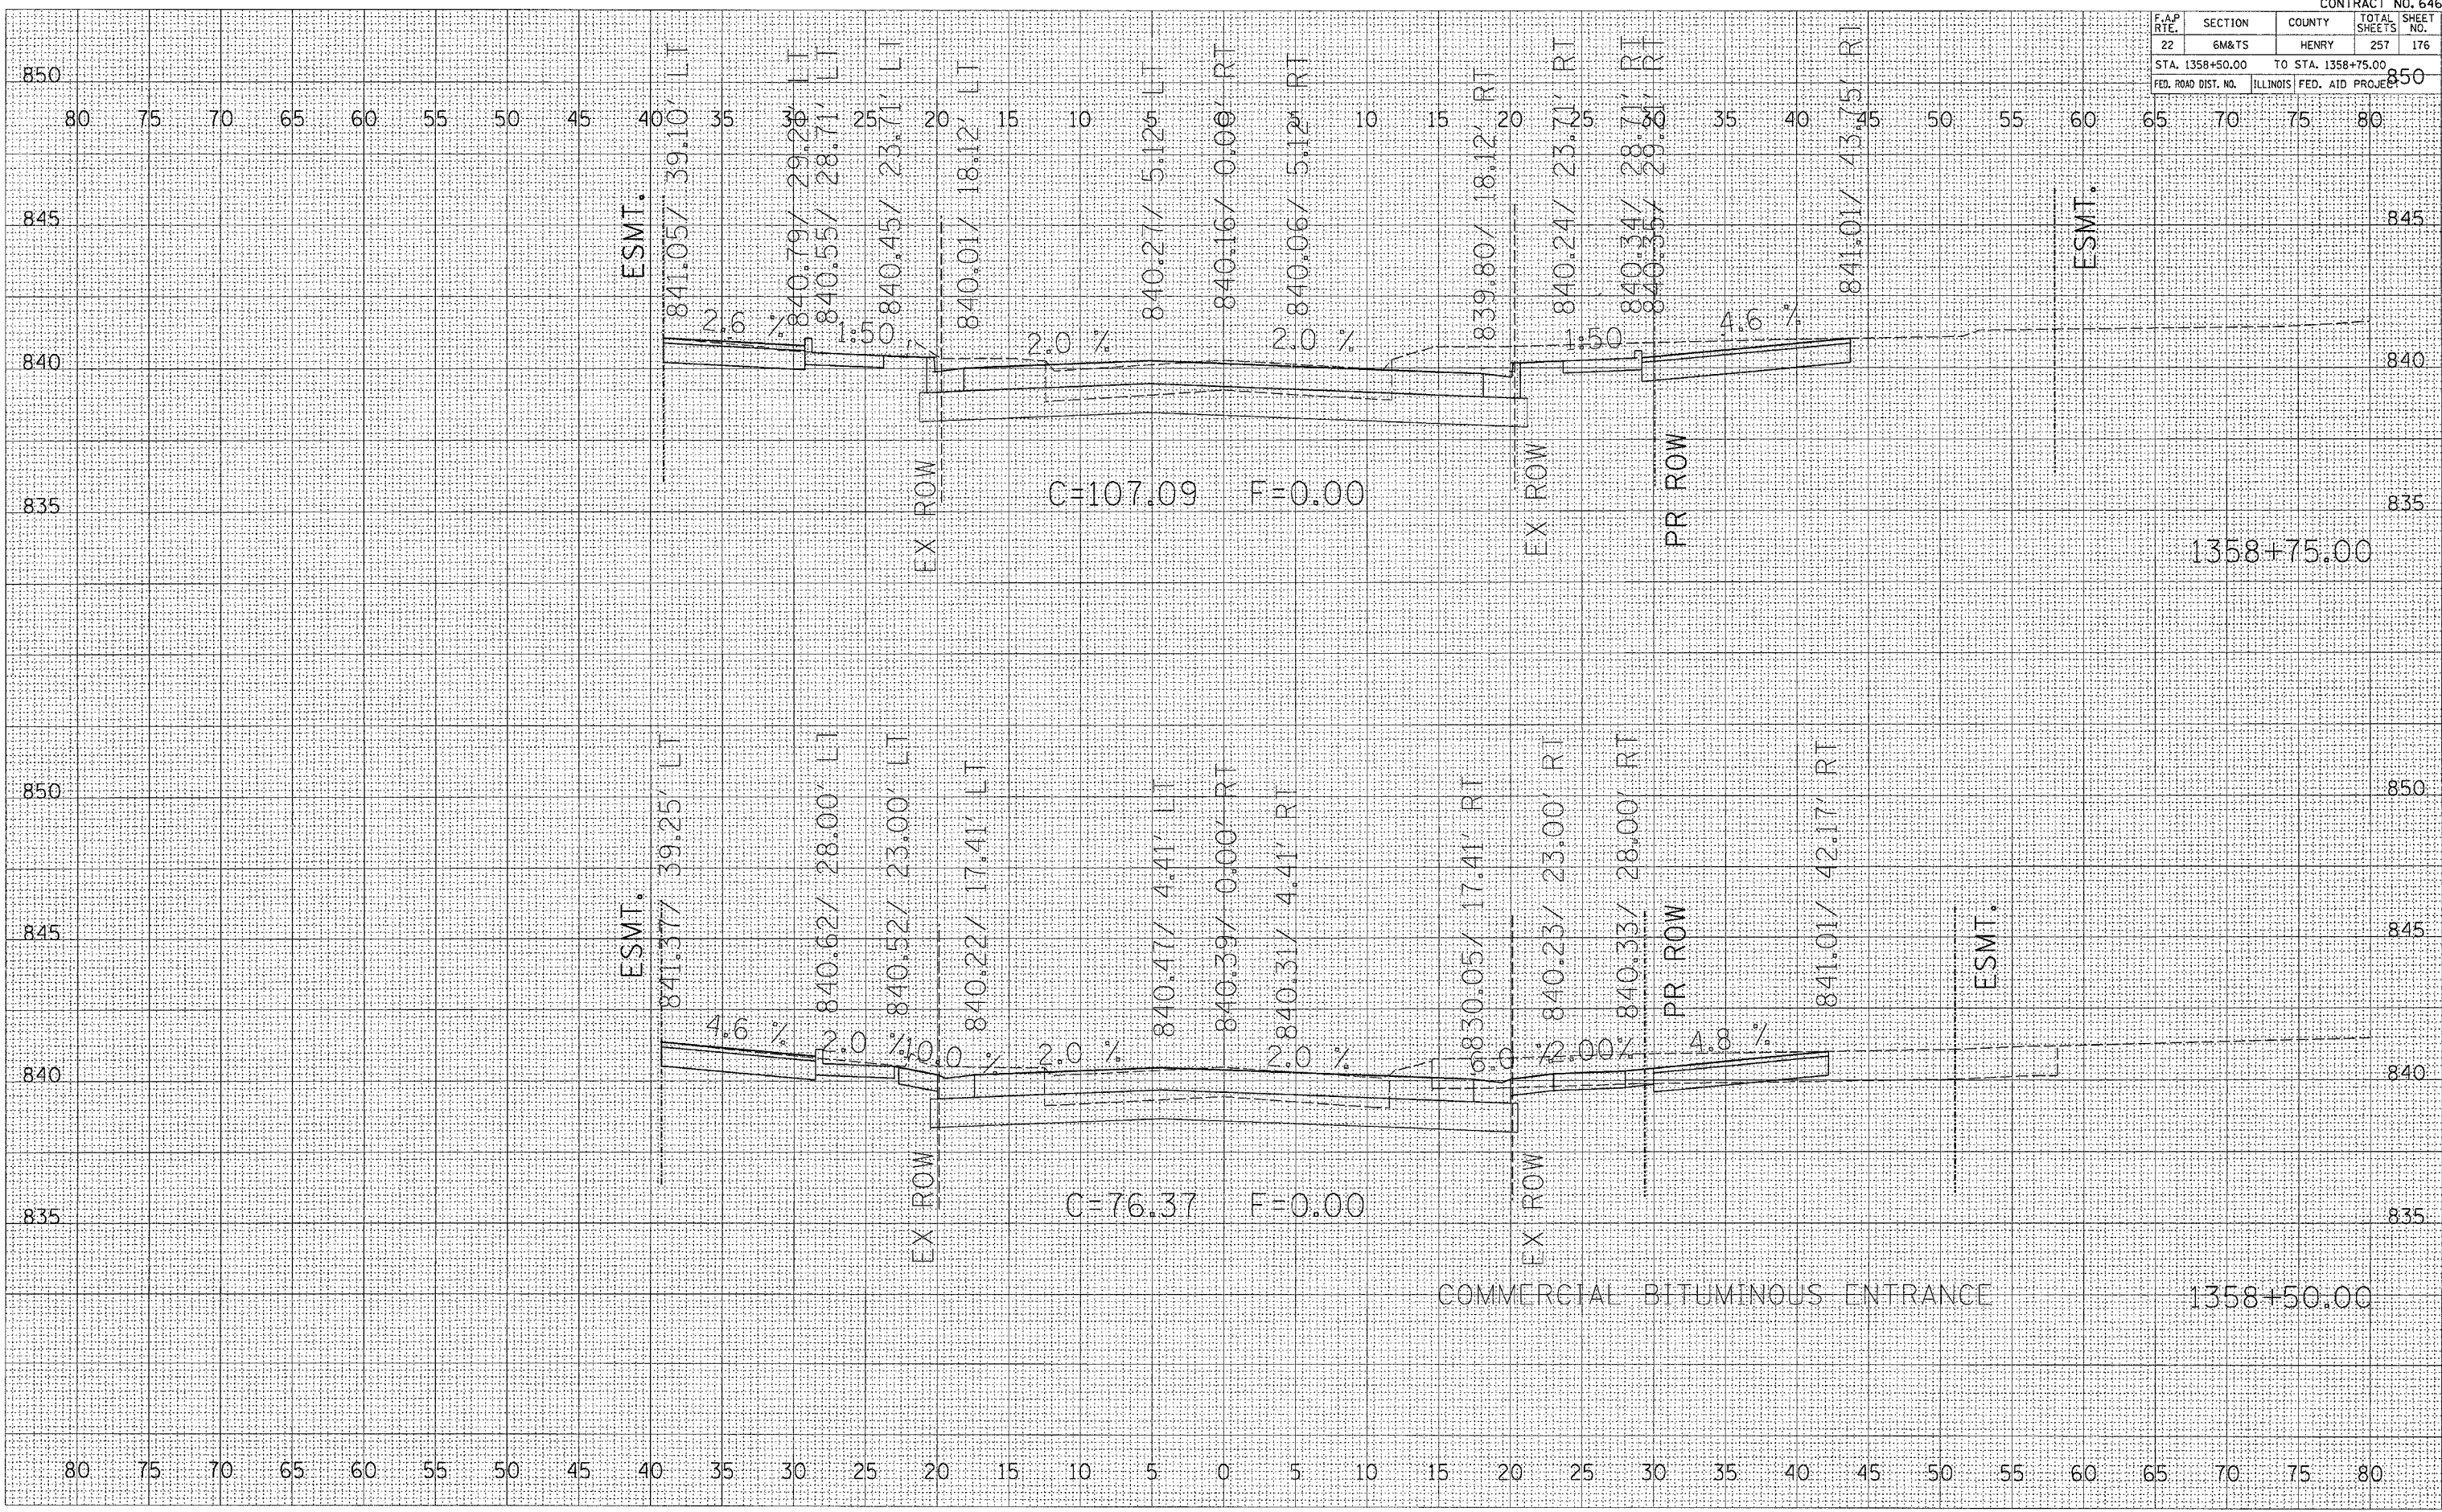 CONTRACT NO. 646
F.A.P RTE. SECTION COUNTY TOTAL SHEETS SHEET NO.
22 6M&TS HENRY 257 176
STA. 1358+50.00 TO STA. 1358+75.00
FED. ROAD DIST. NO. ILLINOIS FED. AID PROJECT
850 850
80 75 70 65 60 55 50 45 40 35 30 25 20 15 10 5 0 5 10 15 20 25 30 35 40 45 50 55 60 65 70 75 80
ESMT.
841.05/ 39.10' LT
840.79/ 29.20' LT
840.55/ 28.71' LT
840.45/ 23.71' LT
840.01/ 18.12' LT
840.27/ 5.12' LT
840.16/ 0.00' RT
840.06/ 5.12' RT
839.80/ 18.12' RT
840.24/ 23.71' RT
840.34/ 28.71' RT
840.35/ 29.21' RT
841.01/ 43.75' RT
ESMT.
845 845
2.6 % 1:50 2.0 % 2.0 % 1:50 4.6 %
840 840
EX ROW
C=107.09 F=0.00
EX ROW
PR ROW
835 835
1358+75.00
850 850
ESMT.
841.37/ 39.25' LT
840.62/ 28.00' LT
840.52/ 23.00' LT
840.22/ 17.41' LT
840.47/ 4.41' LT
840.39/ 0.00' RT
840.31/ 4.41' RT
830.05/ 17.41' RT
840.23/ 23.00' RT
840.33/ 28.00' RT
PR ROW
841.01/ 42.17' RT
ESMT.
845 845
4.6 % 2.0 % 10.0 % 2.0 % 2.0 % 6.0 % 2.00% 4.8 %
840 840
EX ROW
C=76.37 F=0.00
EX ROW
835 835
COMMERCIAL BITUMINOUS ENTRANCE
1358+50.00
80 75 70 65 60 55 50 45 40 35 30 25 20 15 10 5 0 5 10 15 20 25 30 35 40 45 50 55 60 65 70 75 80